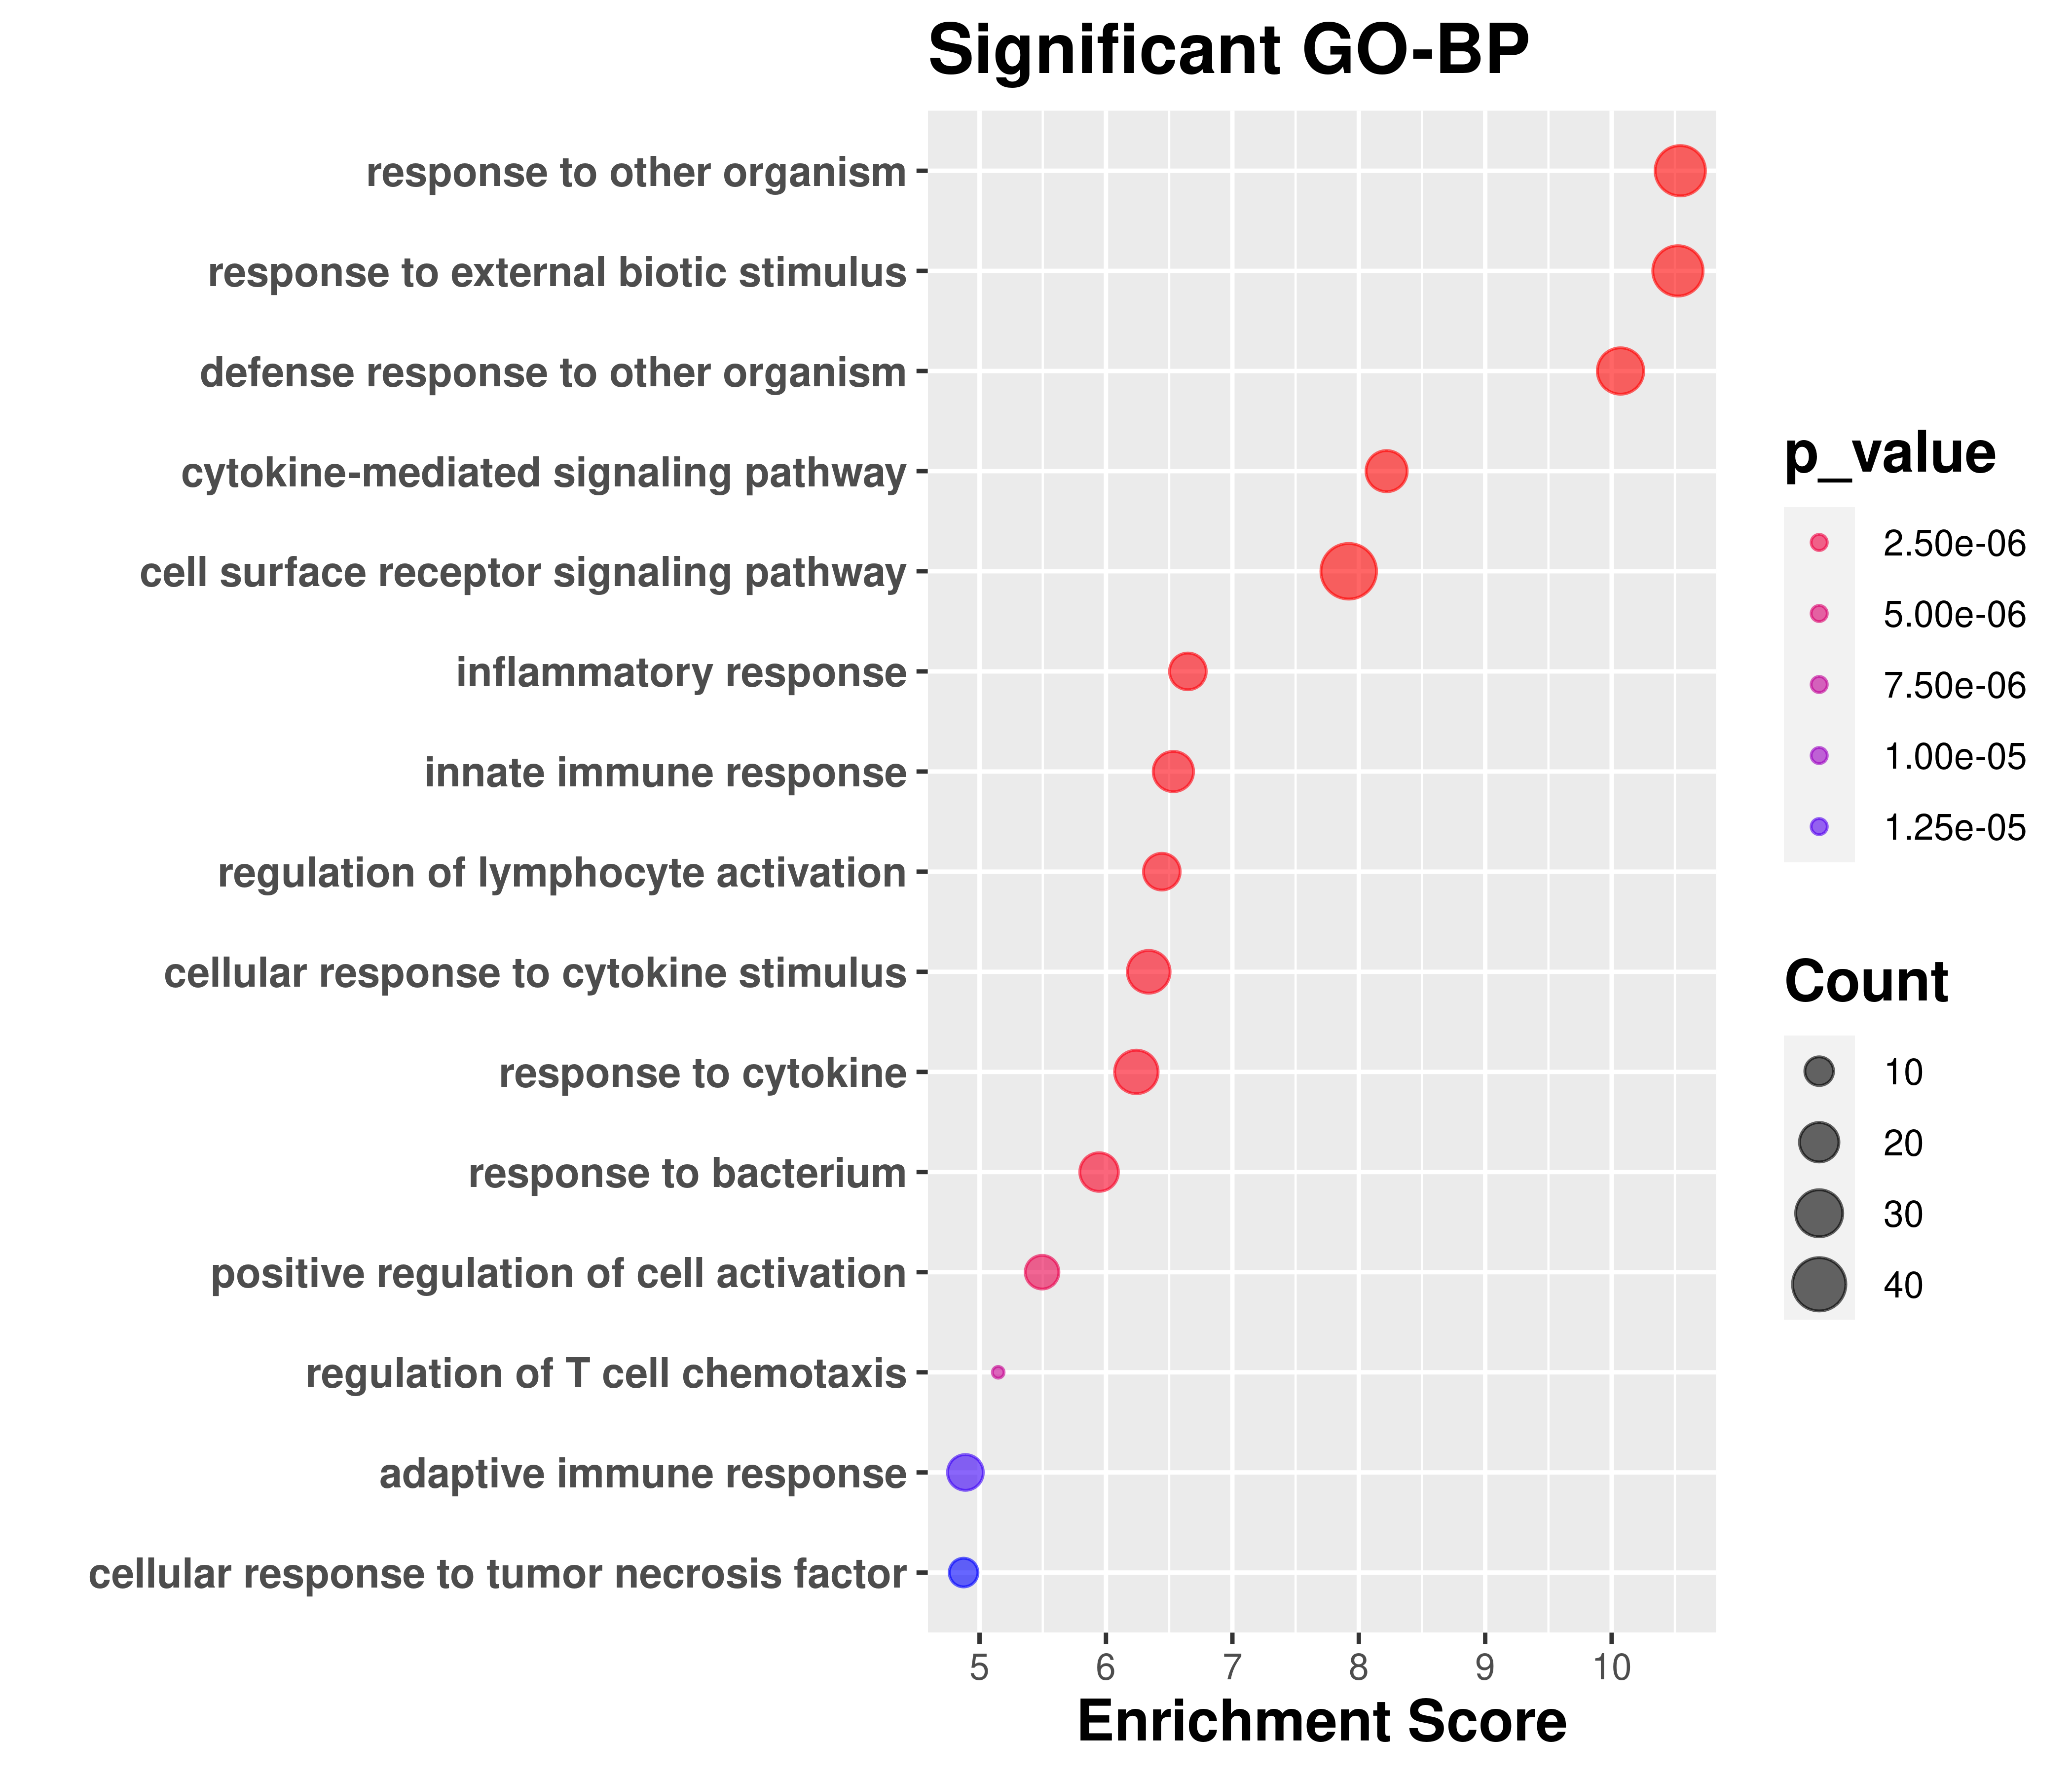 Significant GO-BP
response to other organism
response to external biotic stimulus
defense response to other organism
cytokine-mediated signaling pathway
cell surface receptor signaling pathway
inflammatory response
innate immune response
regulation of lymphocyte activation
cellular response to cytokine stimulus
response to cytokine
response to bacterium
positive regulation of cell activation
regulation of T cell chemotaxis
adaptive immune response
cellular response to tumor necrosis factor
5 6 7 8 9 10
Enrichment Score
p_value
2.50e-06
5.00e-06
7.50e-06
1.00e-05
1.25e-05
Count
10
20
30
40